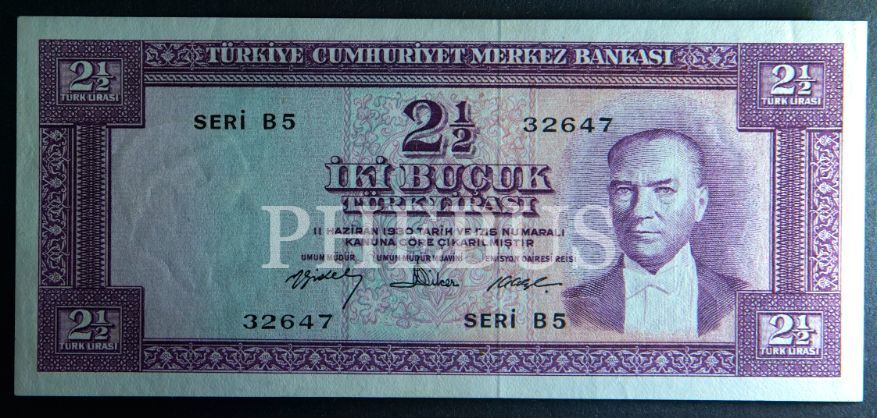 TÜRKİYE CUMHURİYET MERKEZ BANKASI
2½ TÜRK LİRASI
2½ TÜRK LİRASI
SERİ B5
2½
32647
İKİ BUÇUK
TÜRK LİRASI
PHEBUS
11 HAZİRAN 1930 TARİH VE 1715 NUMARALI
KANUNA GÖRE ÇIKARILMIŞTIR
UMUM MÜDÜR UMUM MÜDÜR MUAVİNİ EMİSYON DAİRESİ REİSİ
32647 SERİ B5
2½ TÜRK LİRASI
2½ TÜRK LİRASI